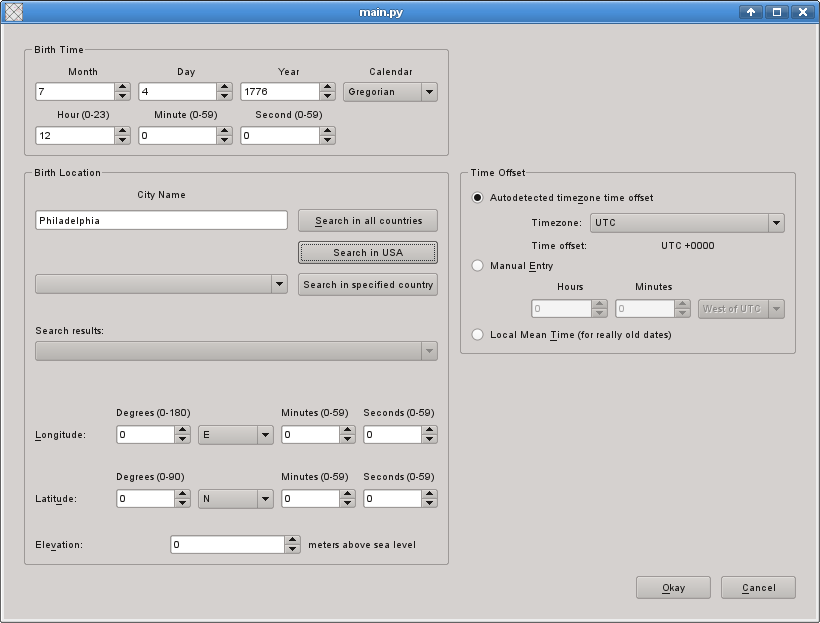 main.py
Birth Time
Month Day Year Calendar
7 4 1776 Gregorian
Hour (0-23) Minute (0-59) Second (0-59)
12 0 0
Birth Location
City Name
Philadelphia Search in all countries
Search in USA
Search in specified country
Search results:
Degrees (0-180) Minutes (0-59) Seconds (0-59)
Longitude: 0 E 0 0
Degrees (0-90) Minutes (0-59) Seconds (0-59)
Latitude: 0 N 0 0
Elevation: 0 meters above sea level
Time Offset
Autodetected timezone time offset
Timezone: UTC
Time offset: UTC +0000
Manual Entry
Hours Minutes
0 0 West of UTC
Local Mean Time (for really old dates)
Okay Cancel